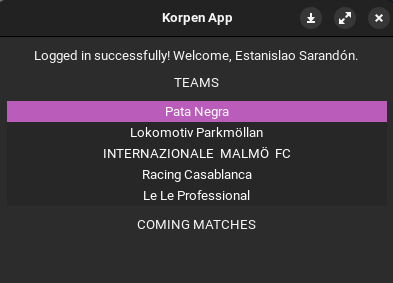 Korpen App
Logged in successfully! Welcome, Estanislao Sarandón.
TEAMS
Pata Negra
Lokomotiv Parkmöllan
INTERNAZIONALE  MALMÖ  FC
Racing Casablanca
Le Le Professional
COMING MATCHES